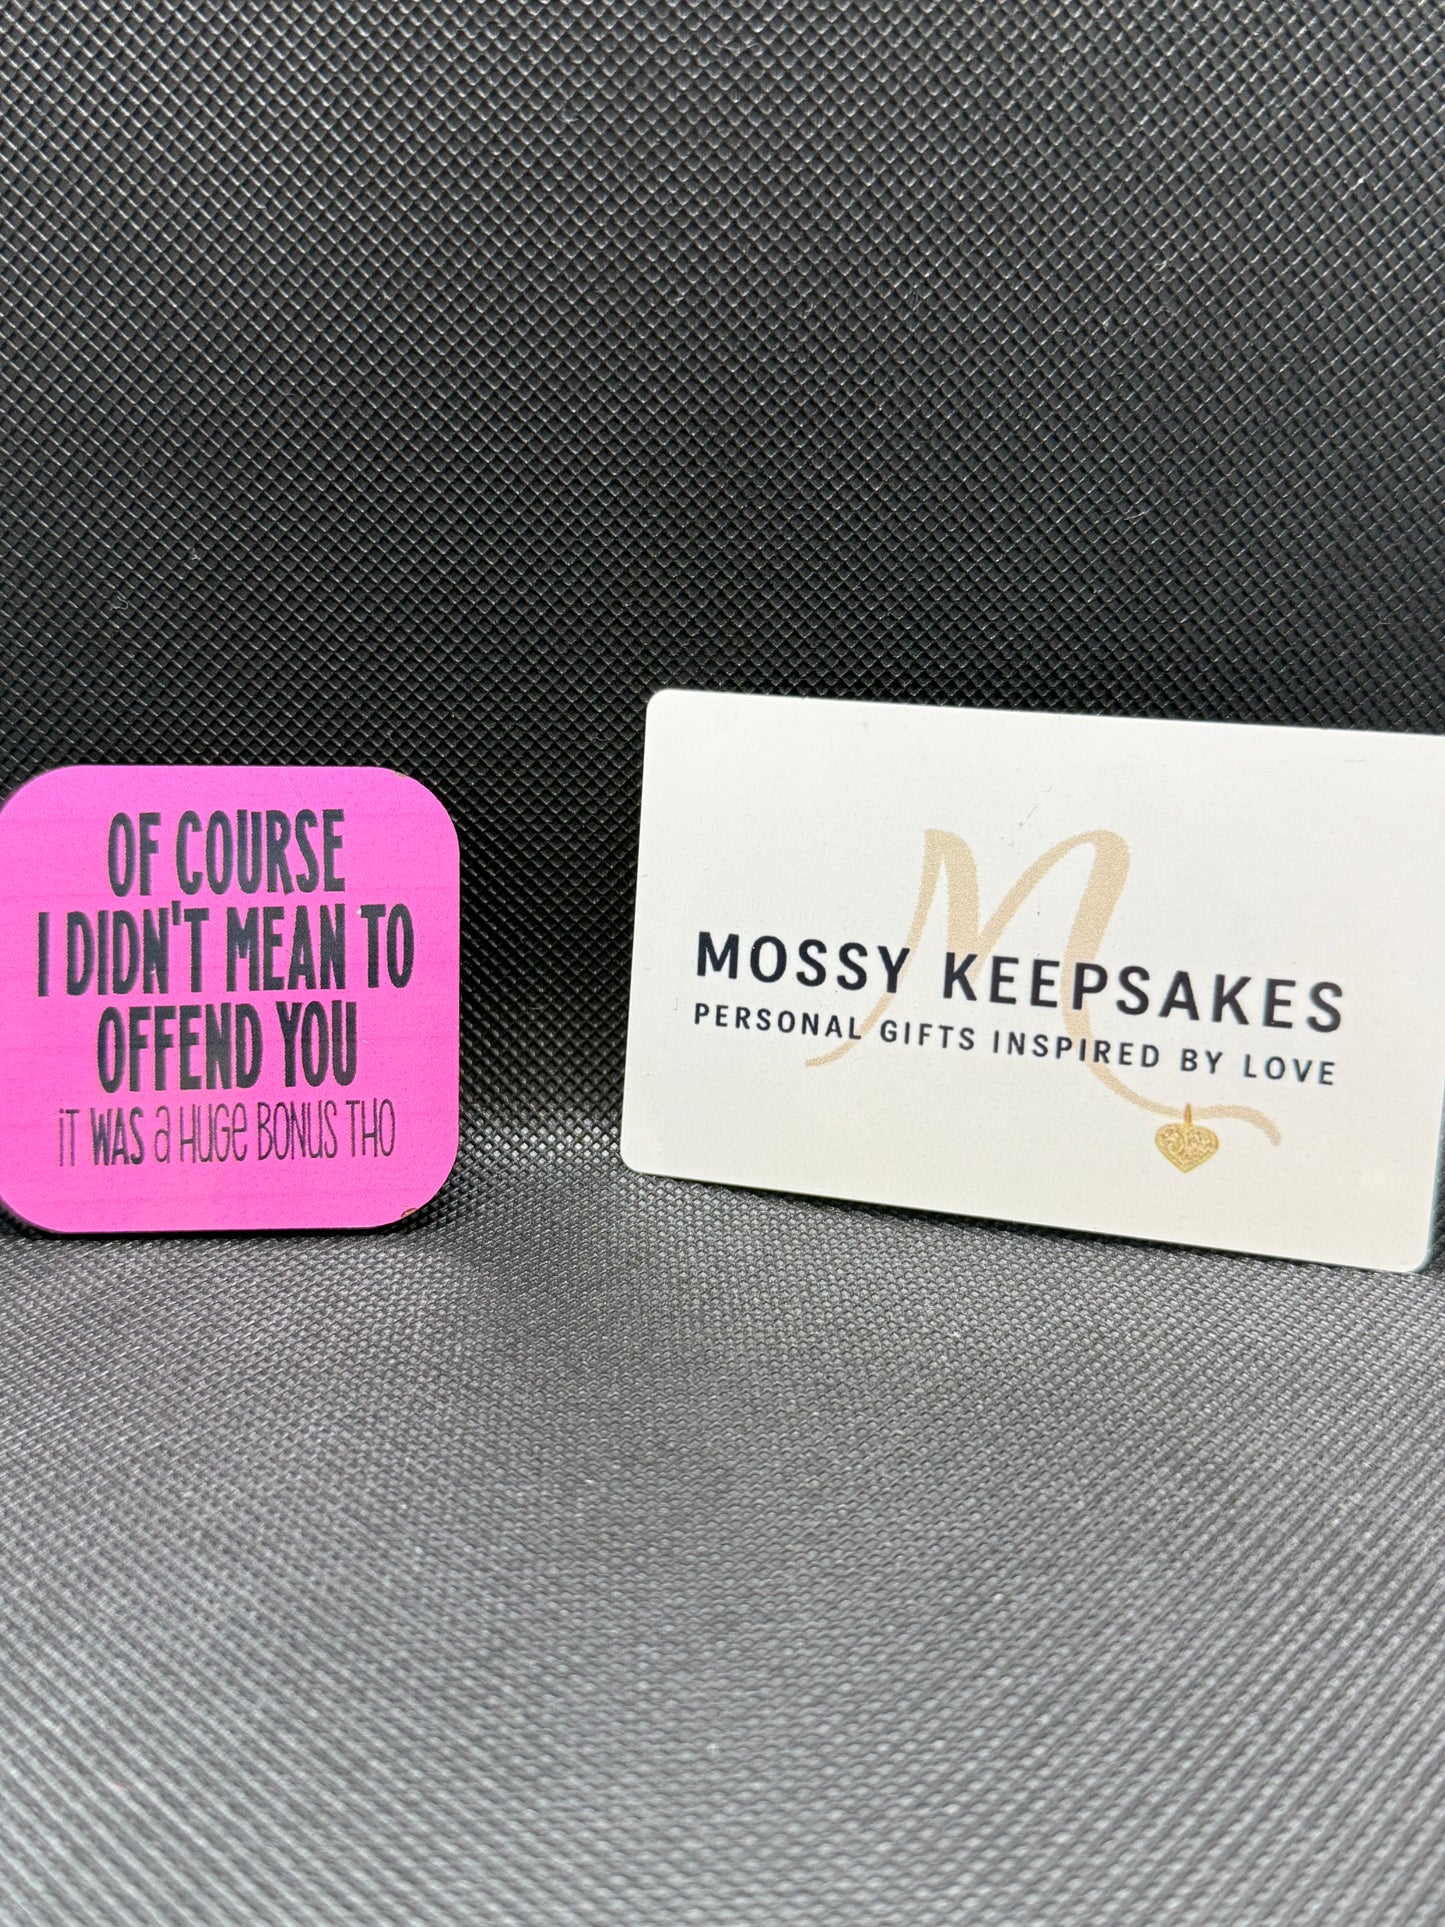 OF COURSE
I DIDN'T MEAN TO
OFFEND YOU
iT WAS a HUGe BONUS THO
M
MOSSY KEEPSAKES
PERSONAL GIFTS INSPIRED BY LOVE